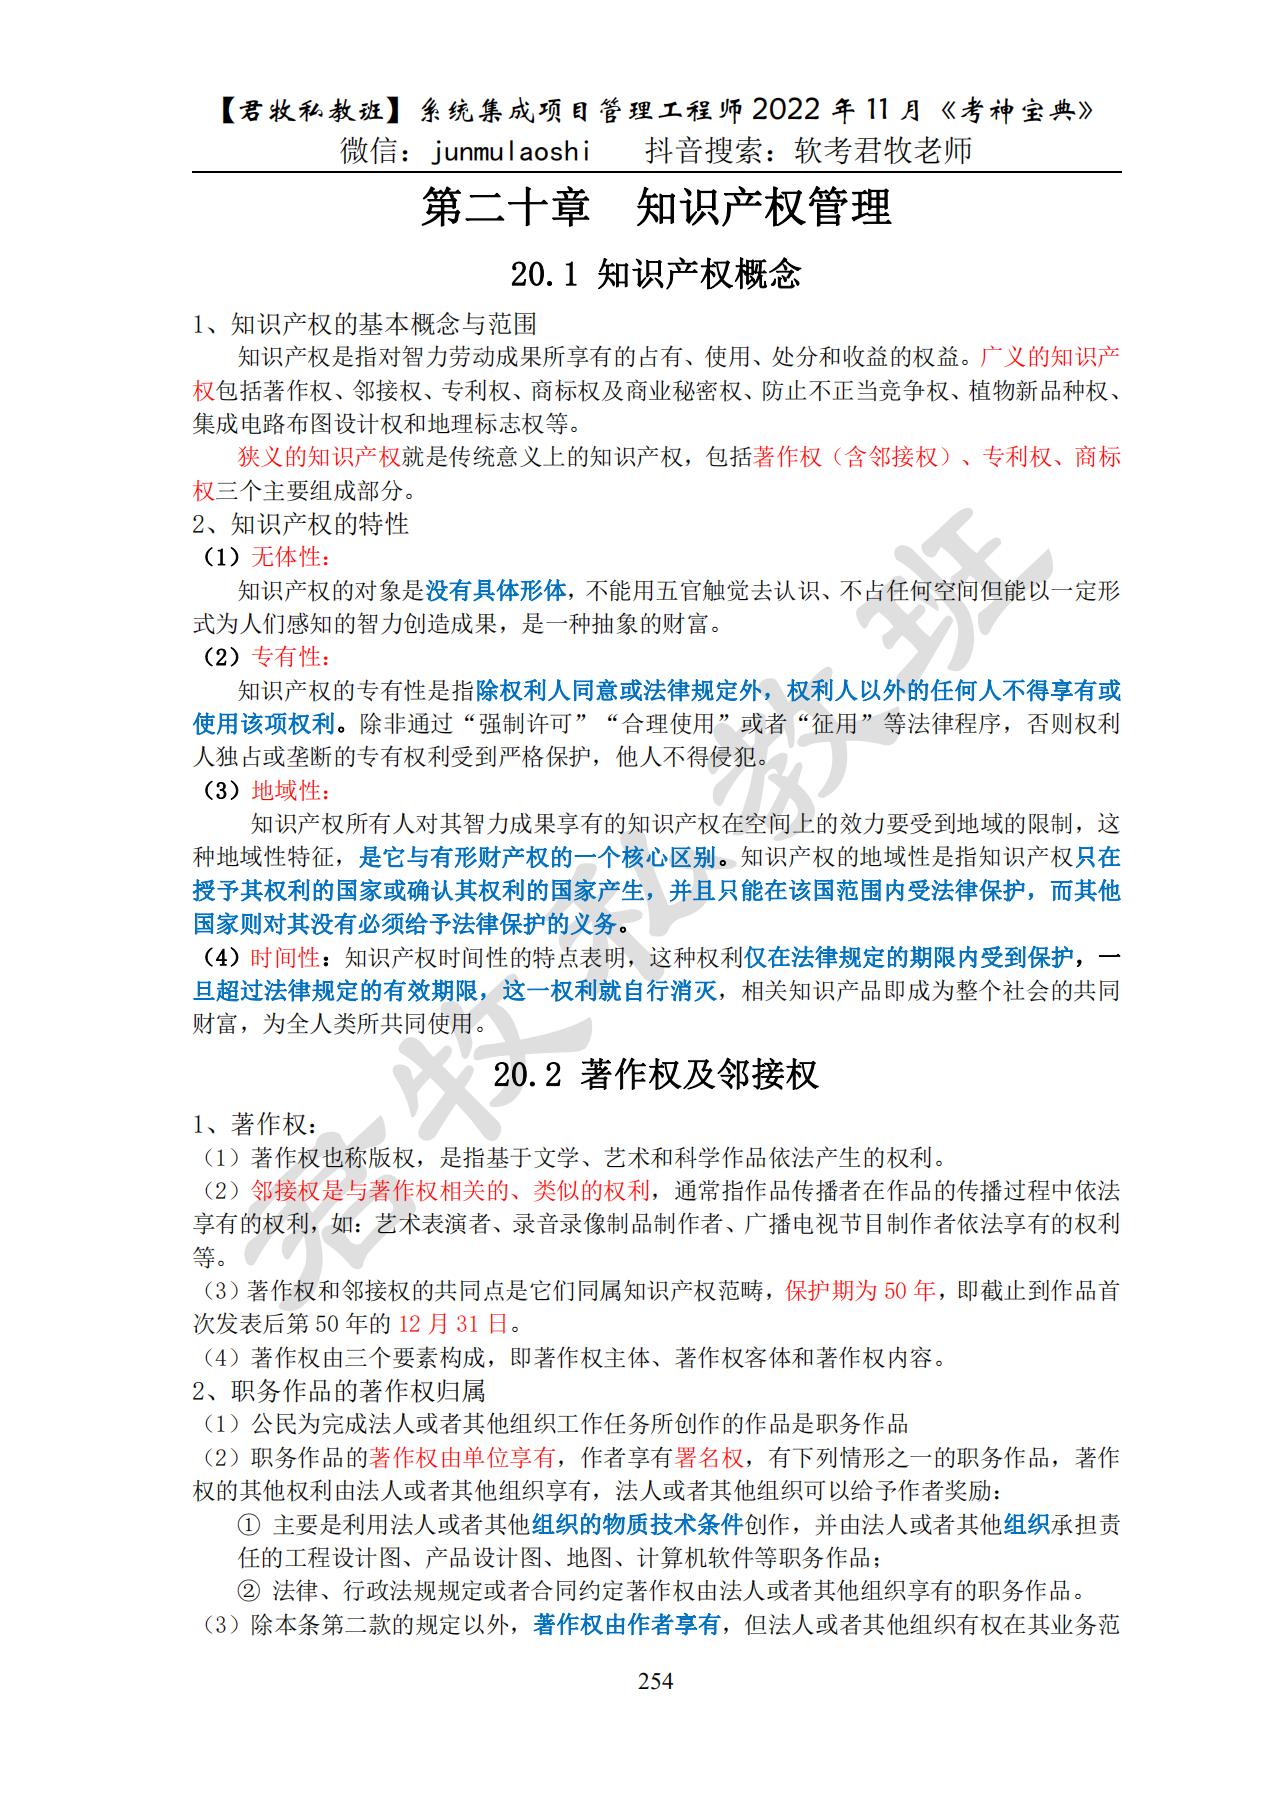 【君牧私教班】系统集成项目管理工程师 2022 年 11 月《考神宝典》
微信：junmulaoshi 抖音搜索：软考君牧老师
第二十章 知识产权管理
20.1 知识产权概念
1、知识产权的基本概念与范围
知识产权是指对智力劳动成果所享有的占有、使用、处分和收益的权益。广义的知识产
权包括著作权、邻接权、专利权、商标权及商业秘密权、防止不正当竞争权、植物新品种权、
集成电路布图设计权和地理标志权等。
狭义的知识产权就是传统意义上的知识产权，包括著作权（含邻接权）、专利权、商标
权三个主要组成部分。
2、知识产权的特性
（1）无体性：
知识产权的对象是没有具体形体，不能用五官触觉去认识、不占任何空间但能以一定形
式为人们感知的智力创造成果，是一种抽象的财富。
（2）专有性：
知识产权的专有性是指除权利人同意或法律规定外，权利人以外的任何人不得享有或
使用该项权利。除非通过“强制许可”“合理使用”或者“征用”等法律程序，否则权利
人独占或垄断的专有权利受到严格保护，他人不得侵犯。
（3）地域性：
知识产权所有人对其智力成果享有的知识产权在空间上的效力要受到地域的限制，这
种地域性特征，是它与有形财产权的一个核心区别。知识产权的地域性是指知识产权只在
授予其权利的国家或确认其权利的国家产生，并且只能在该国范围内受法律保护，而其他
国家则对其没有必须给予法律保护的义务。
（4）时间性：知识产权时间性的特点表明，这种权利仅在法律规定的期限内受到保护，一
旦超过法律规定的有效期限，这一权利就自行消灭，相关知识产品即成为整个社会的共同
财富，为全人类所共同使用。
20.2 著作权及邻接权
1、著作权：
（1）著作权也称版权，是指基于文学、艺术和科学作品依法产生的权利。
（2）邻接权是与著作权相关的、类似的权利，通常指作品传播者在作品的传播过程中依法
享有的权利，如：艺术表演者、录音录像制品制作者、广播电视节目制作者依法享有的权利
等。
（3）著作权和邻接权的共同点是它们同属知识产权范畴，保护期为 50 年，即截止到作品首
次发表后第 50 年的 12 月 31 日。
（4）著作权由三个要素构成，即著作权主体、著作权客体和著作权内容。
2、职务作品的著作权归属
（1）公民为完成法人或者其他组织工作任务所创作的作品是职务作品
（2）职务作品的著作权由单位享有，作者享有署名权，有下列情形之一的职务作品，著作
权的其他权利由法人或者其他组织享有，法人或者其他组织可以给予作者奖励：
① 主要是利用法人或者其他组织的物质技术条件创作，并由法人或者其他组织承担责
任的工程设计图、产品设计图、地图、计算机软件等职务作品；
② 法律、行政法规规定或者合同约定著作权由法人或者其他组织享有的职务作品。
（3）除本条第二款的规定以外，著作权由作者享有，但法人或者其他组织有权在其业务范
254
君牧私教班